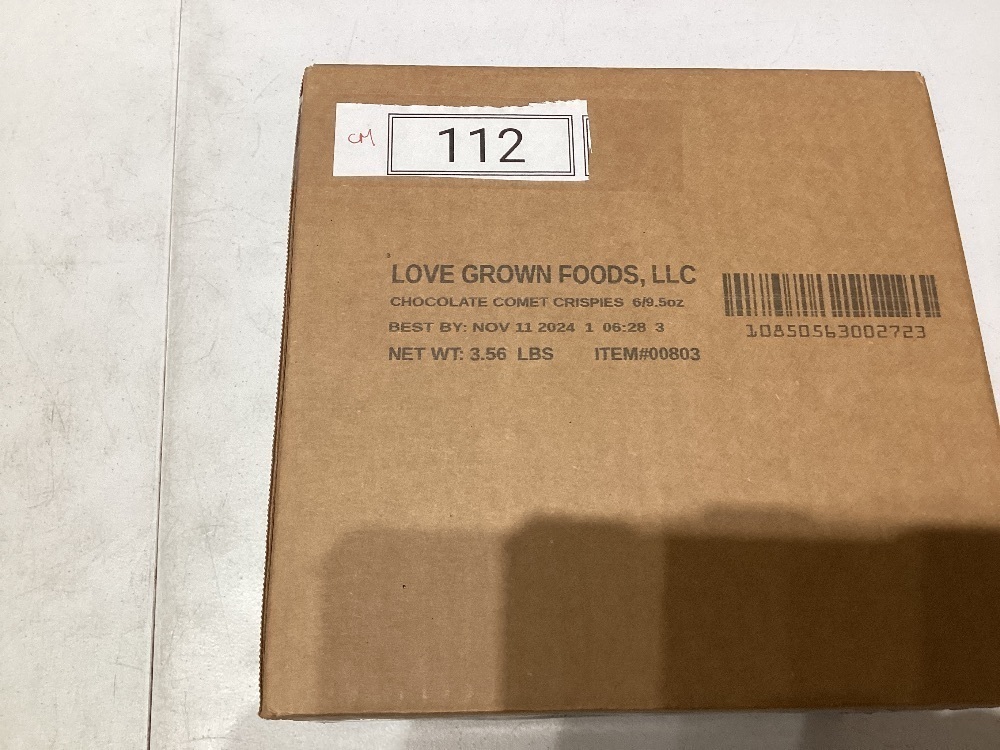 CM 112
LOVE GROWN FOODS, LLC
CHOCOLATE COMET CRISPIES 6/9.5oz
BEST BY: NOV 11 2024 1 06:28 3
NET WT: 3.56 LBS ITEM#00803
10850563002723